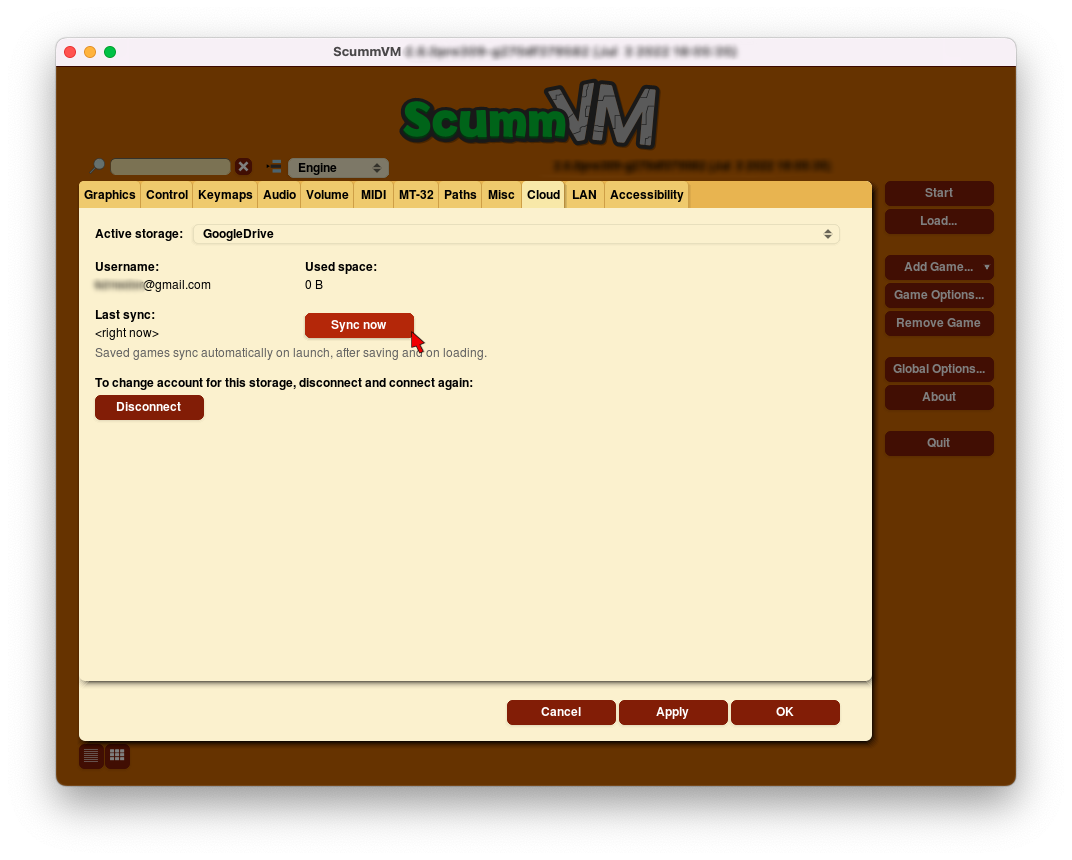 ScummVM
ScummVM
Engine
Graphics Control Keymaps Audio Volume MIDI MT-32 Paths Misc Cloud LAN Accessibility
Active storage: GoogleDrive
Username: Used space:
@gmail.com 0 B
Last sync:
<right now>
Sync now
Saved games sync automatically on launch, after saving and on loading.
To change account for this storage, disconnect and connect again:
Disconnect
Cancel Apply OK
Start
Load...
Add Game...
Game Options...
Remove Game
Global Options...
About
Quit